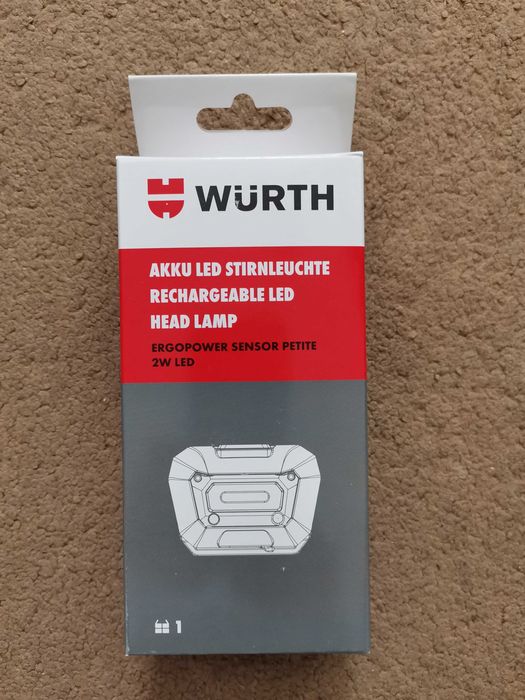 WÜRTH
AKKU LED STIRNLEUCHTE
RECHARGEABLE LED
HEAD LAMP
ERGOPOWER SENSOR PETITE
2W LED
1